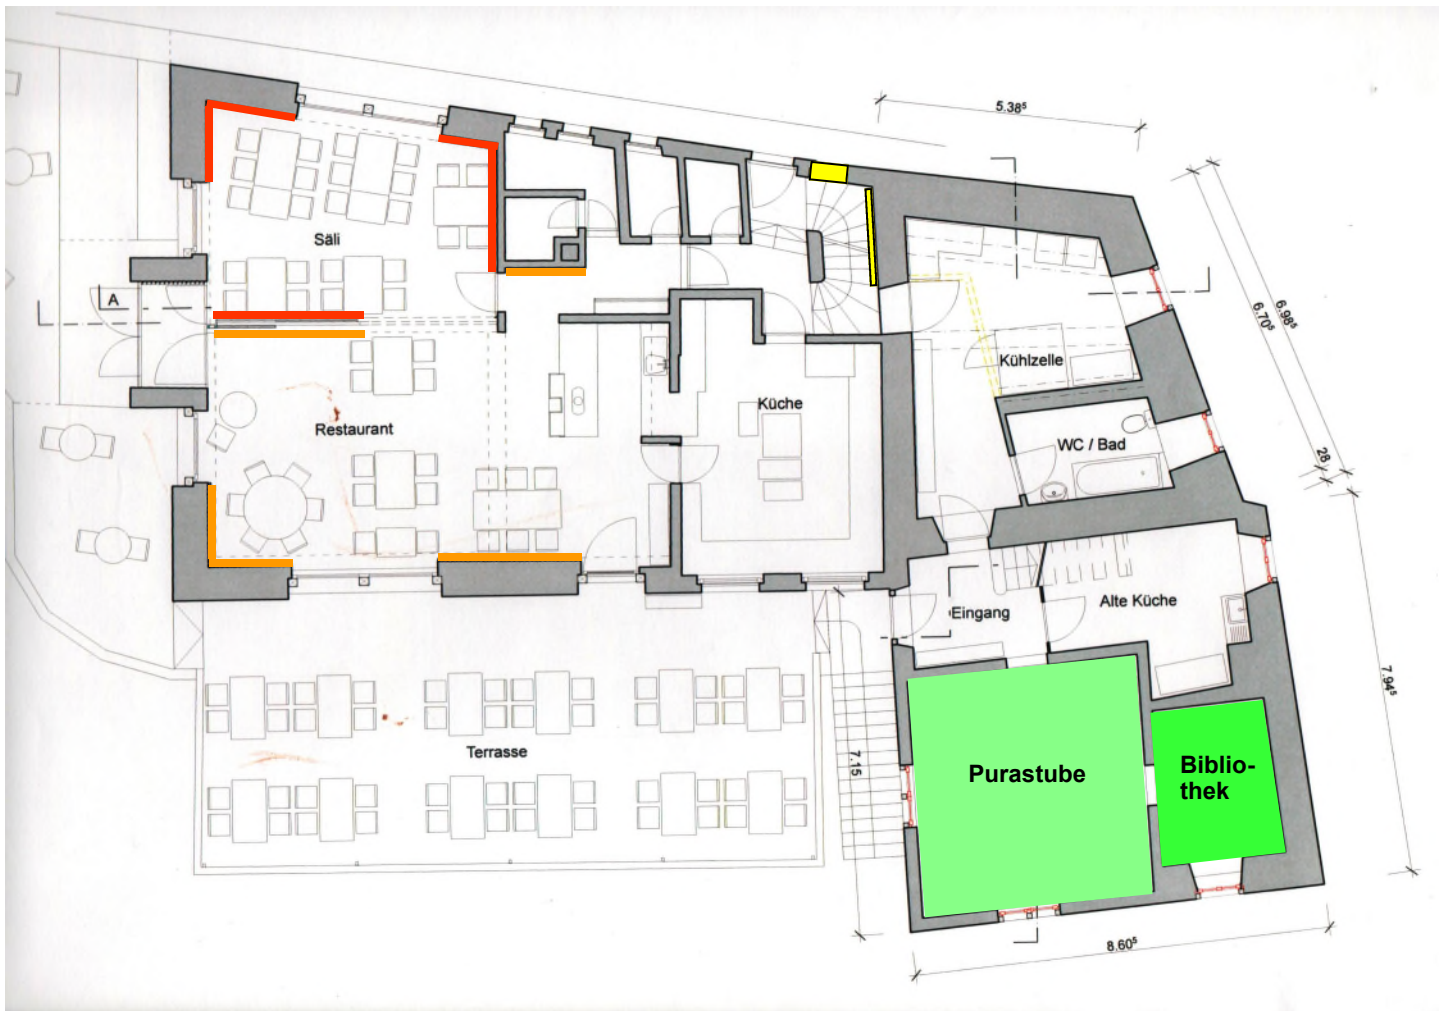 5.38⁵
A
Säli
6.98⁵
6.70⁵
Kühlzelle
Küche
Restaurant
WC / Bad
28
Eingang
Alte Küche
7.94⁵
Terrasse
7.15
Purastube
Biblio-
thek
8.60⁵